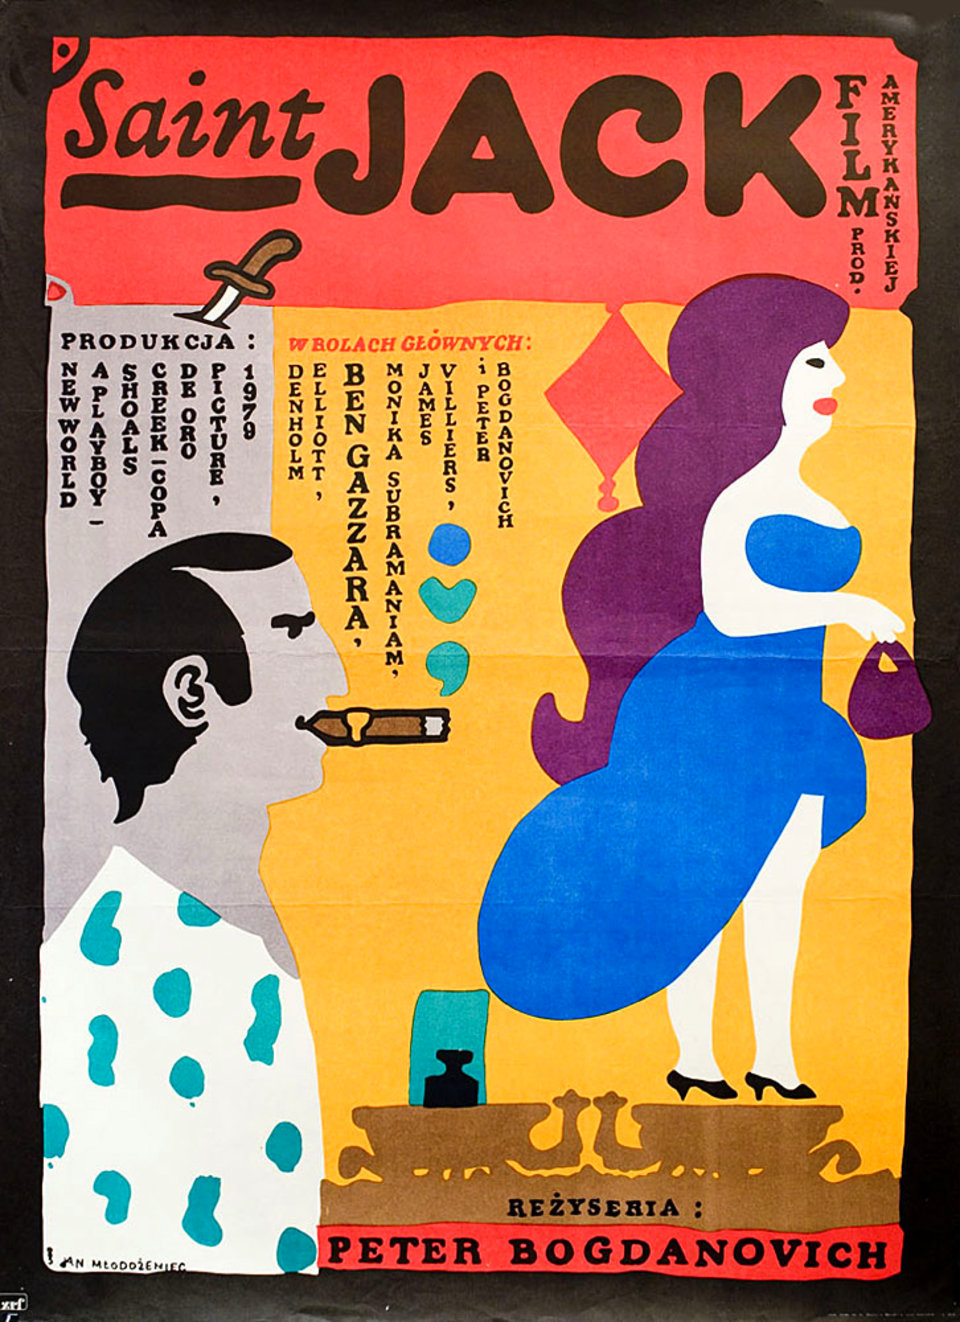 Saint JACK
FILM PROD.
AMERYKAŃSKIEJ
PRODUKCJA :
NEW WORLD
A PLAYBOY –
SHOALS
CREEK – COPA
DE ORO
PICTURE,
1979
W ROLACH GŁÓWNYCH :
DENHOLM
ELLIOTT,
BEN GAZZARA,
MONIKA SUBRAMANIAM,
JAMES
VILLIERS,
i PETER
BOGDANOVICH
REŻYSERIA :
PETER BOGDANOVICH
JAN MŁODOŻENIEC
zrf